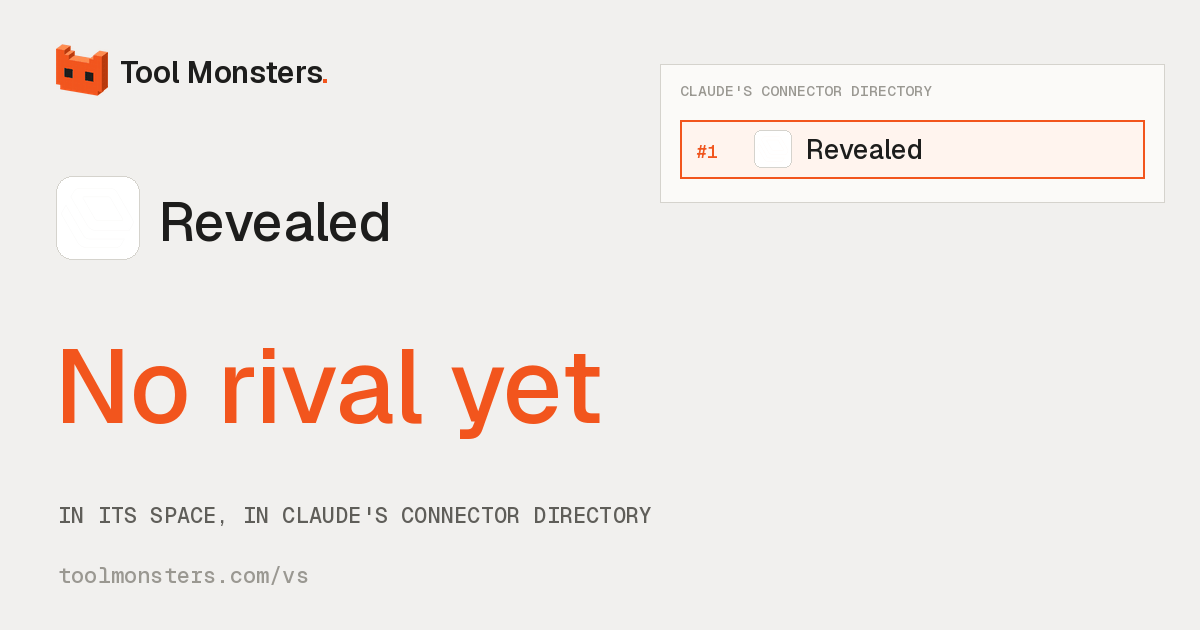 Tool Monsters.
Revealed
No rival yet
IN ITS SPACE, IN CLAUDE'S CONNECTOR DIRECTORY
toolmonsters.com/vs
CLAUDE'S CONNECTOR DIRECTORY
#1 Revealed